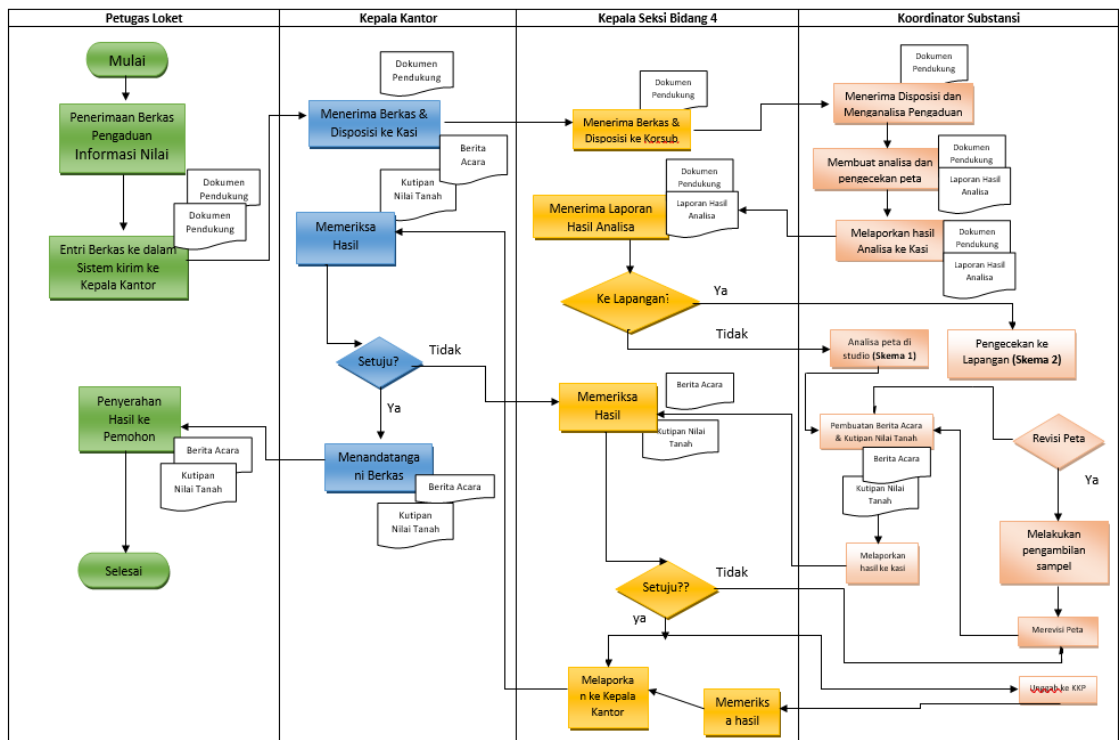 Petugas Loket
Kepala Kantor
Kepala Seksi Bidang 4
Koordinator Substansi
Mulai
Penerimaan Berkas
Pengaduan
Informasi Nilai
Dokumen
Pendukung
Dokumen
Pendukung
Entri Berkas ke dalam
Sistem kirim ke
Kepala Kantor
Penyerahan
Hasil ke
Pemohon
Berita Acara
Kutipan
Nilai Tanah
Selesai
Dokumen
Pendukung
Menerima Berkas &
Disposisi ke Kasi
Berita
Acara
Kutipan
Nilai Tanah
Memeriksa
Hasil
Setuju?
Tidak
Ya
Menandatanga
ni Berkas
Berita Acara
Kutipan
Nilai Tanah
Dokumen
Pendukung
Menerima Berkas &
Disposisi ke Korsub
Dokumen
Pendukung
Laporan Hasil
Analisa
Menerima Laporan
Hasil Analisa
Ke Lapangan?
Ya
Tidak
Berita Acara
Memeriksa
Hasil
Kutipan Nilai
Tanah
Setuju??
Tidak
ya
Melaporka
n ke Kepala
Kantor
Memerik
sa hasil
Dokumen
Pendukung
Menerima Disposisi dan
Menganalisa Pengaduan
Membuat analisa dan
pengecekan peta
Dokumen
Pendukung
Laporan Hasil
Analisa
Melaporkan hasil
Analisa ke Kasi
Dokumen
Pendukung
Laporan Hasil
Analisa
Analisa peta di
studio (Skema 1)
Pengecekan ke
Lapangan (Skema 2)
Pembuatan Berita Acara
& Kutipan Nilai Tanah
Berita Acara
Kutipan Nilai
Tanah
Revisi Peta
Ya
Melaporkan
hasil ke kasi
Melakukan
pengambilan
sampel
Merevisi Peta
Unggah ke KKP